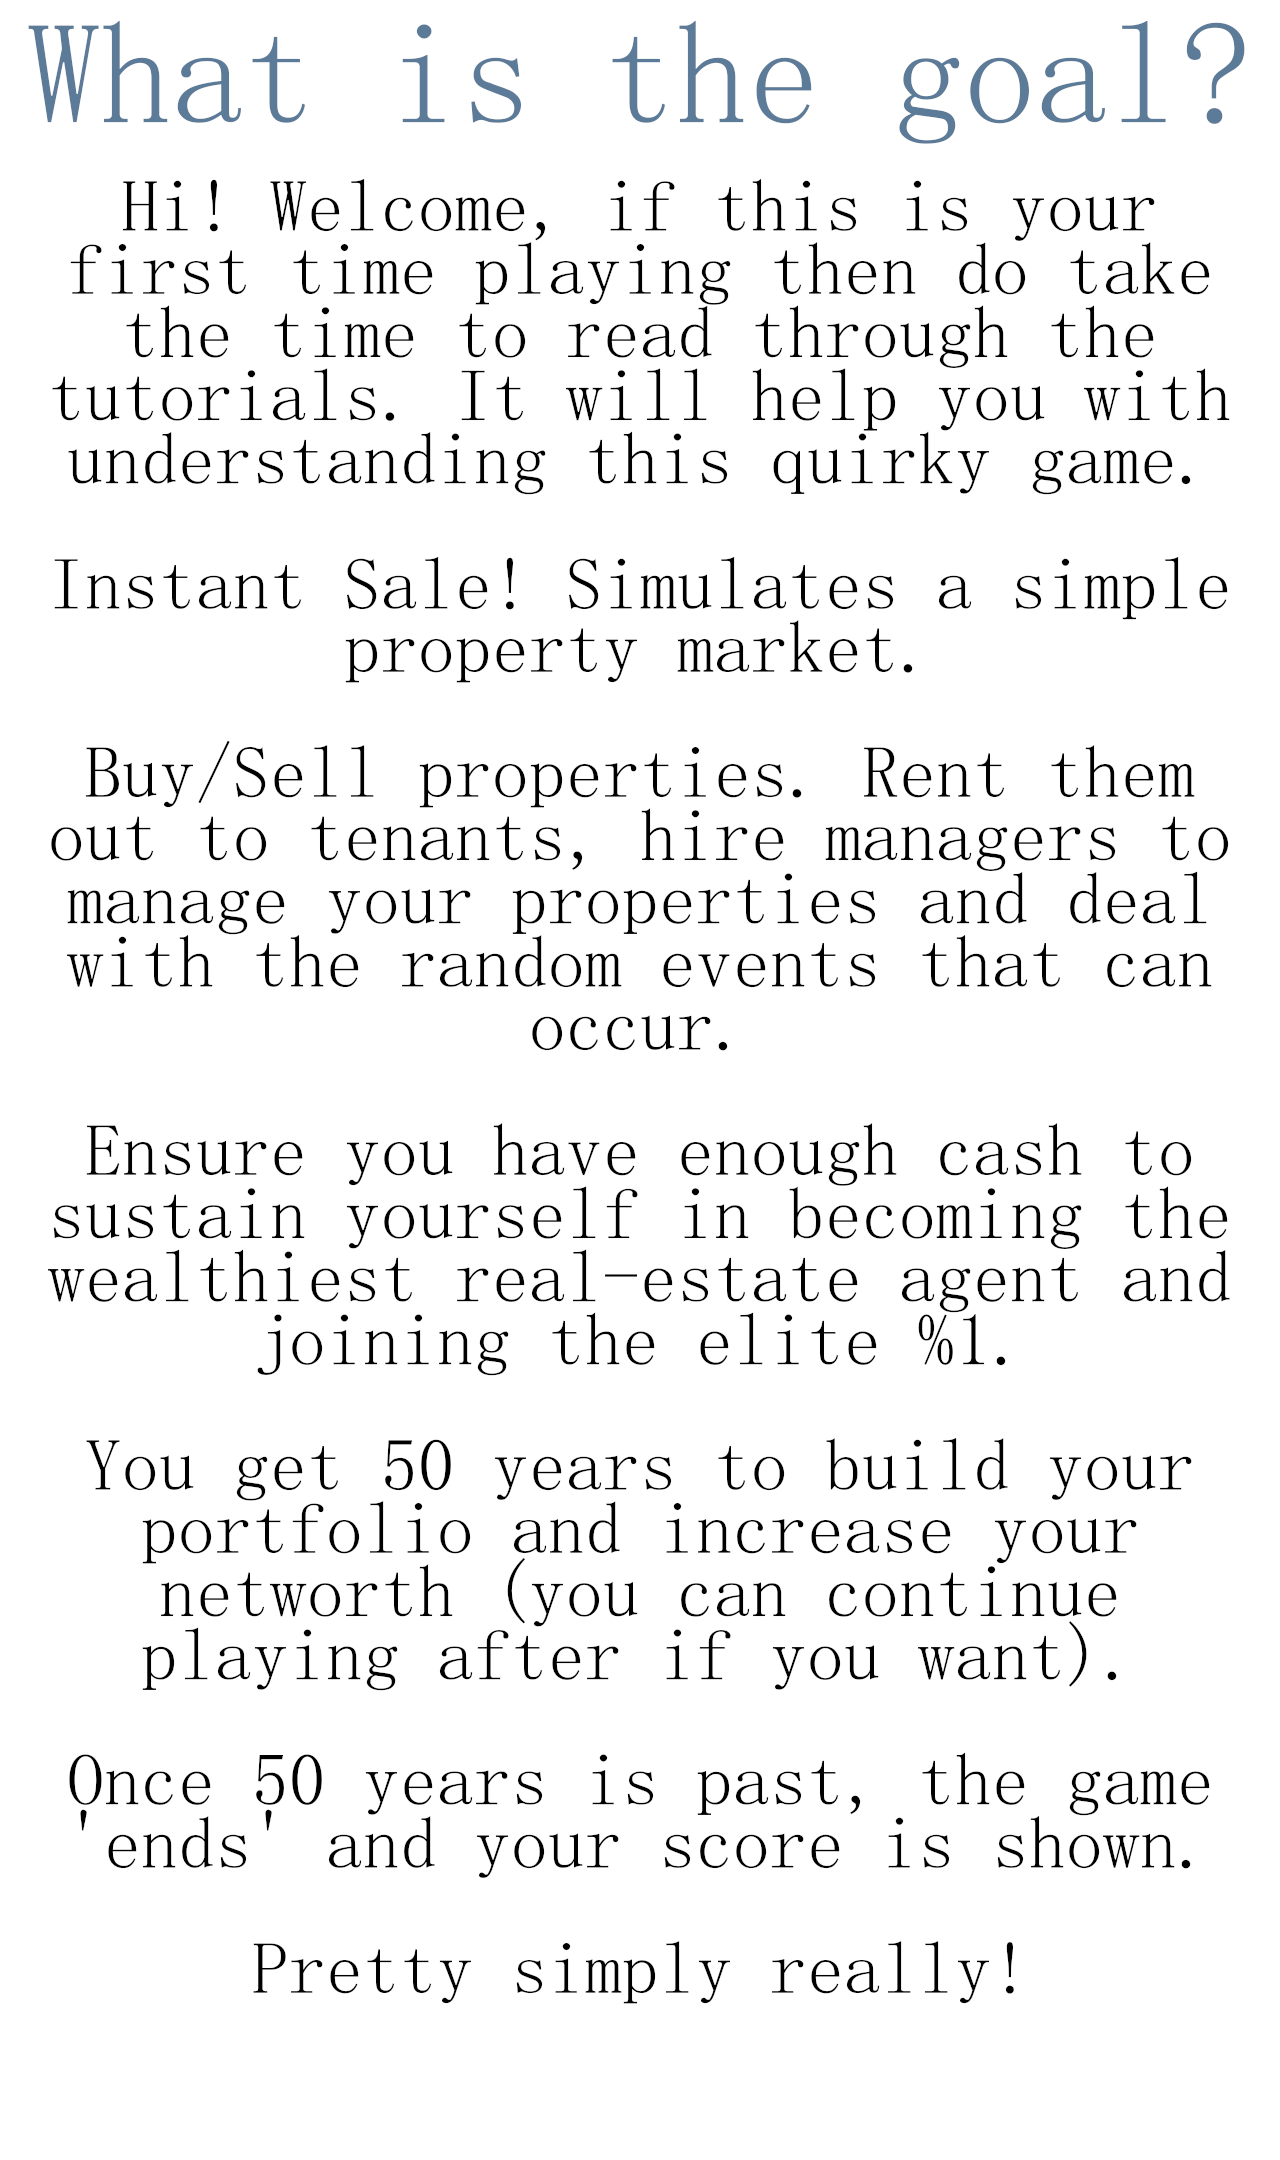 What is the goal?
Hi! Welcome, if this is your
first time playing then do take
the time to read through the
tutorials. It will help you with
understanding this quirky game.
Instant Sale! Simulates a simple
property market.
Buy/Sell properties. Rent them
out to tenants, hire managers to
manage your properties and deal
with the random events that can
occur.
Ensure you have enough cash to
sustain yourself in becoming the
wealthiest real-estate agent and
joining the elite %1.
You get 50 years to build your
portfolio and increase your
networth (you can continue
playing after if you want).
Once 50 years is past, the game
'ends' and your score is shown.
Pretty simply really!